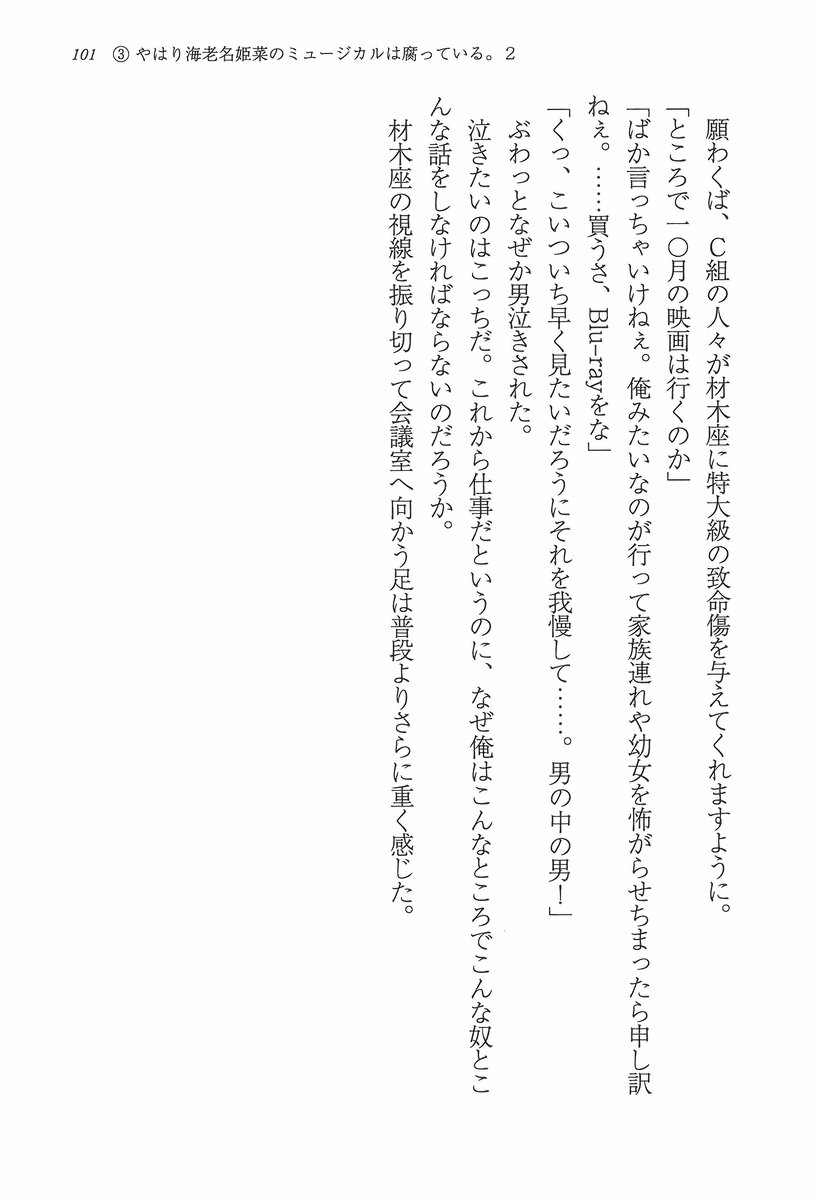 101 ③ やはり海老名姫菜のミュージカルは腐っている。2
願わくば、C組の人々が材木座に特大級の致命傷を与えてくれますように。
「ところで一〇月の映画は行くのか」
「ばか言っちゃいけねぇ。俺みたいなのが行って家族連れや幼女を怖がらせちまったら申し訳
ねぇ。……買うさ、Blu-rayをな」
「くっ、こいついち早く見たいだろうにそれを我慢して……。男の中の男！」
ぶわっとなぜか男泣きされた。
泣きたいのはこっちだ。これから仕事だというのに、なぜ俺はこんなところでこんな奴とこ
んな話をしなければならないのだろうか。
材木座の視線を振り切って会議室へ向かう足は普段よりさらに重く感じた。